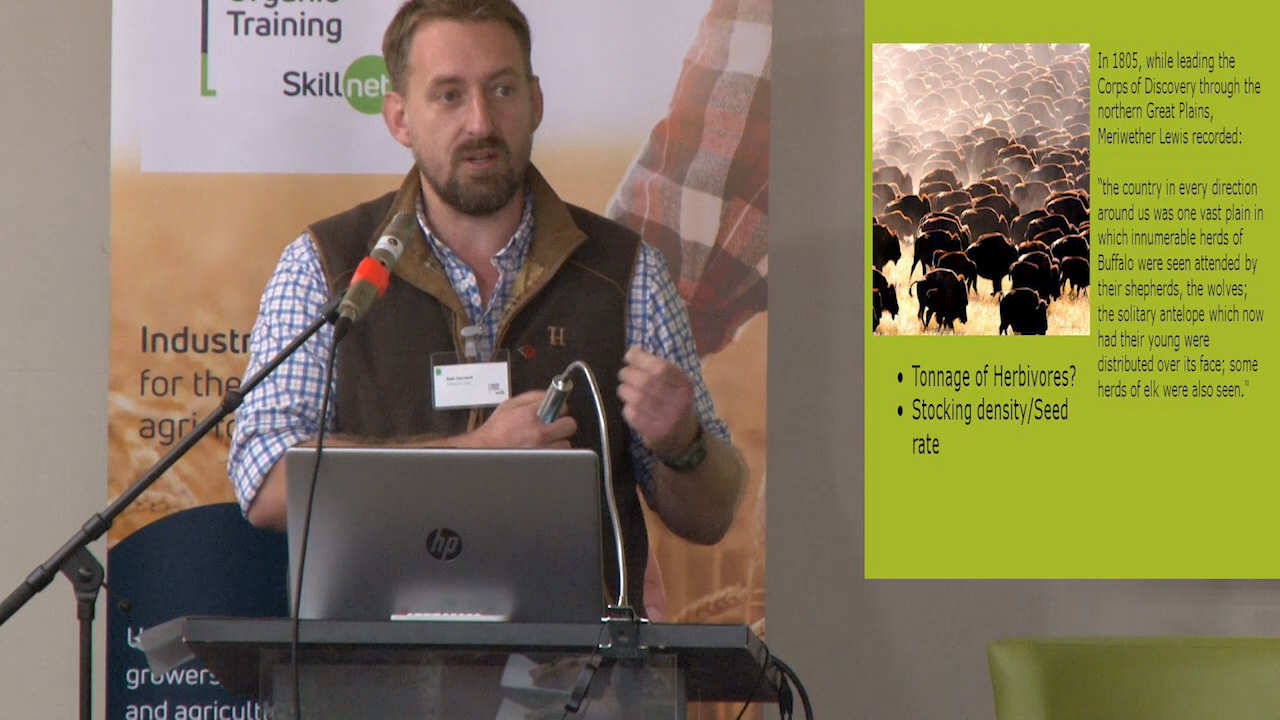 Organic
Training
Skillnet
Industr
for the
agri-fo
growers
and agricult
H
hp
In 1805, while leading the
Corps of Discovery through the
northern Great Plains,
Meriwether Lewis recorded:
"the country in every direction
around us was one vast plain in
which innumerable herds of
Buffalo were seen attended by
their shepherds, the wolves;
the solitary antelope which now
had their young were
distributed over its face; some
herds of elk were also seen."
• Tonnage of Herbivores?
• Stocking density/Seed
rate